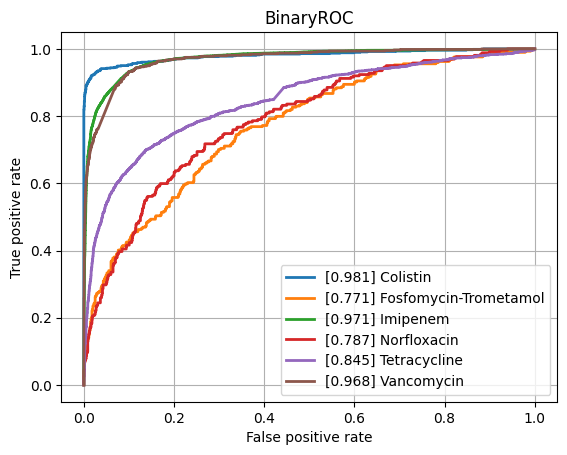 BinaryROC
True positive rate
1.0
0.8
0.6
0.4
0.2
0.0
[0.981] Colistin
[0.771] Fosfomycin-Trometamol
[0.971] Imipenem
[0.787] Norfloxacin
[0.845] Tetracycline
[0.968] Vancomycin
0.0 0.2 0.4 0.6 0.8 1.0
False positive rate